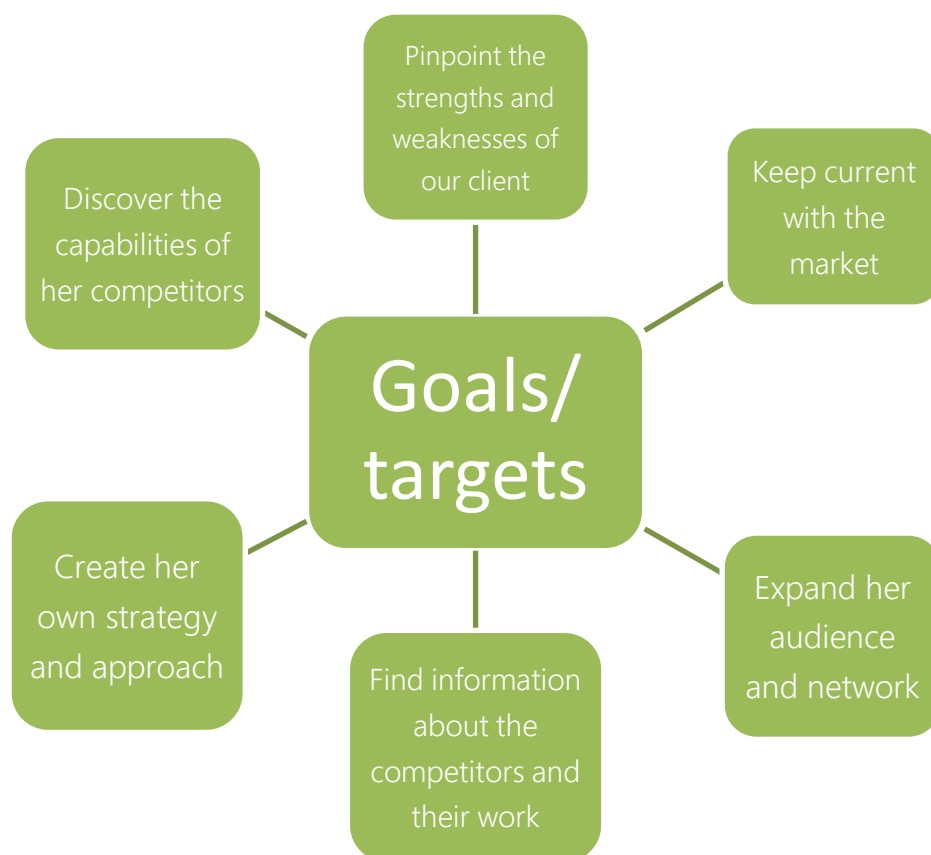 Pinpoint the
strengths and
weaknesses of
our client
Keep current
with the
market
Expand her
audience
and network
Find information
about the
competitors and
their work
Create her
own strategy
and approach
Discover the
capabilities of
her competitors
Goals/
targets